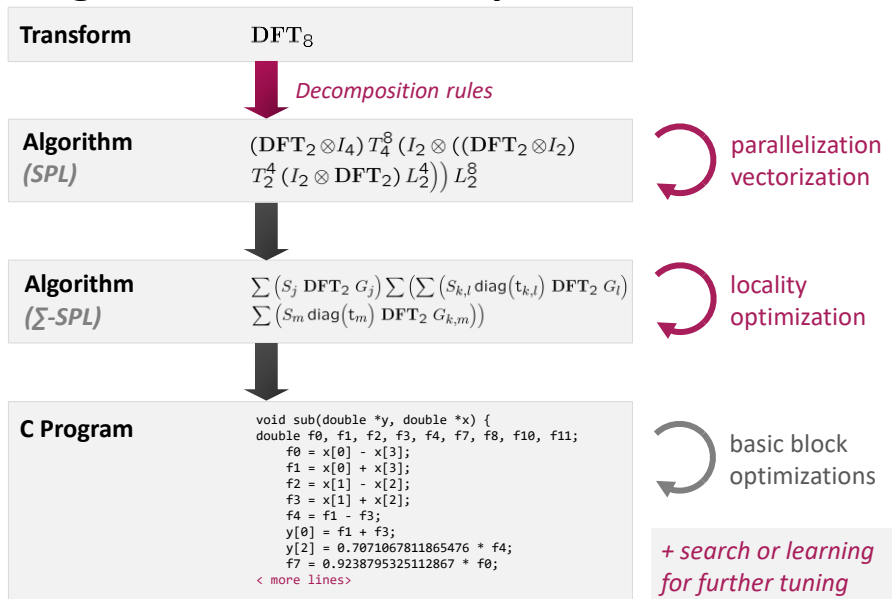 Transform DFT₈
Decomposition rules
Algorithm
(SPL)
(DFT₂ ⊗I₄) T₄⁸ (I₂ ⊗ ((DFT₂ ⊗I₂)
T₂⁴ (I₂ ⊗ DFT₂) L₂⁴)) L₂⁸
parallelization
vectorization
Algorithm
(∑-SPL)
∑ (Sⱼ DFT₂ Gⱼ) ∑ (∑ (Sₖ,ₗ diag(tₖ,ₗ) DFT₂ Gₗ)
∑ (Sₘ diag(tₘ) DFT₂ Gₖ,ₘ))
locality
optimization
C Program
void sub(double *y, double *x) {
double f0, f1, f2, f3, f4, f7, f8, f10, f11;
f0 = x[0] - x[3];
f1 = x[0] + x[3];
f2 = x[1] - x[2];
f3 = x[1] + x[2];
f4 = f1 - f3;
y[0] = f1 + f3;
y[2] = 0.7071067811865476 * f4;
f7 = 0.9238795325112867 * f0;
< more lines>
basic block
optimizations
+ search or learning
for further tuning